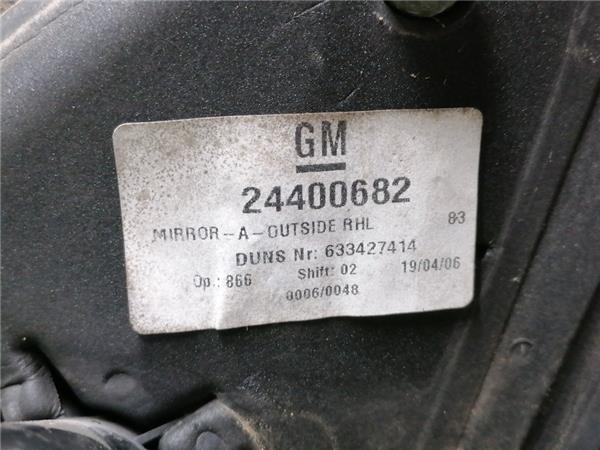 GM
24400682
MIRROR-A-OUTSIDE RHL 83
DUNS Nr: 633427414
Op.: 866 Shift: 02 19/04/06
0006/0048